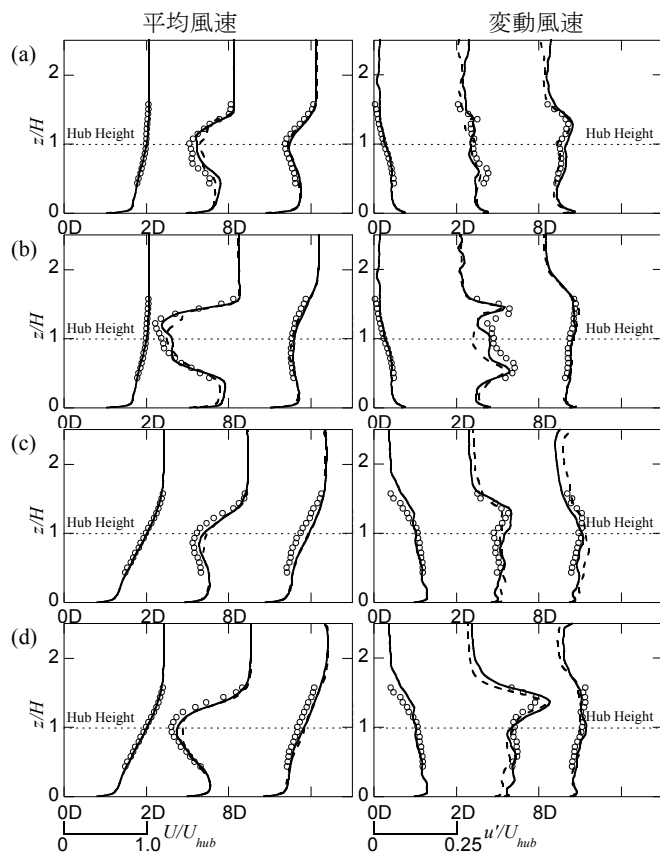 平均風速 変動風速
(a)
z/H
2
1
0
Hub Height
Hub Height
0D 2D 8D 0D 2D 8D
(b)
z/H
2
1
0
Hub Height
Hub Height
0D 2D 8D 0D 2D 8D
(c)
z/H
2
1
0
Hub Height
Hub Height
0D 2D 8D 0D 2D 8D
(d)
z/H
2
1
0
Hub Height
Hub Height
0D 2D 8D 0D 2D 8D
0 1.0 U/U_hub 0 0.25 u'/U_hub